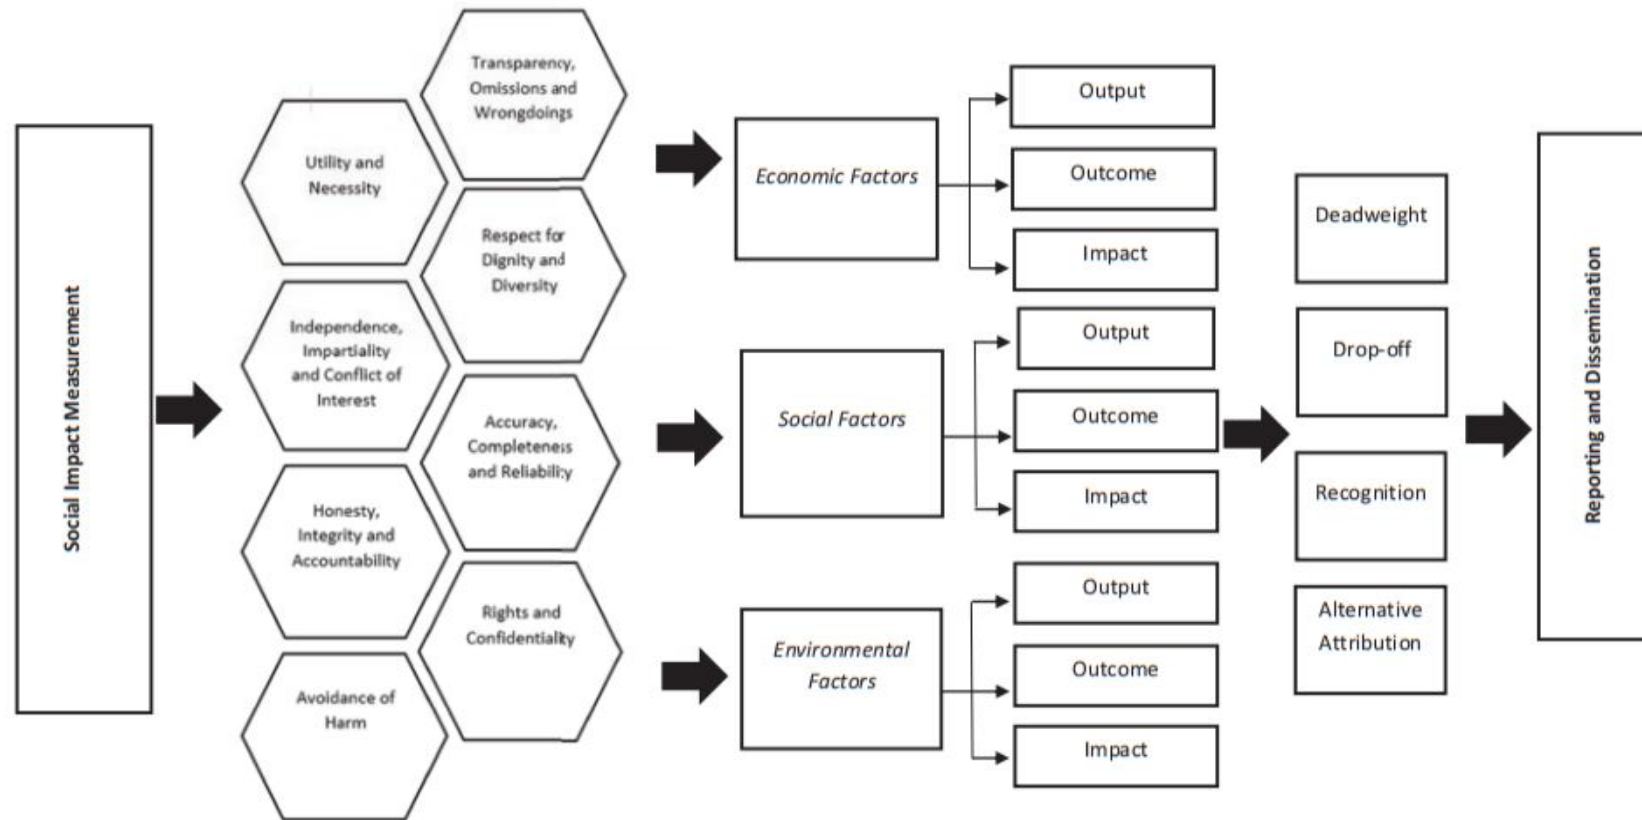 Social Impact Measurement
Transparency,
Omissions and
Wrongdoings
Utility and
Necessity
Respect for
Dignity and
Diversity
Independence,
Impartiality
and Conflict of
Interest
Accuracy,
Completeness
and Reliability
Honesty,
Integrity and
Accountability
Rights and
Confidentiality
Avoidance of
Harm
Economic Factors
Output
Outcome
Impact
Social Factors
Output
Outcome
Impact
Environmental
Factors
Output
Outcome
Impact
Deadweight
Drop-off
Recognition
Alternative
Attribution
Reporting and Dissemination